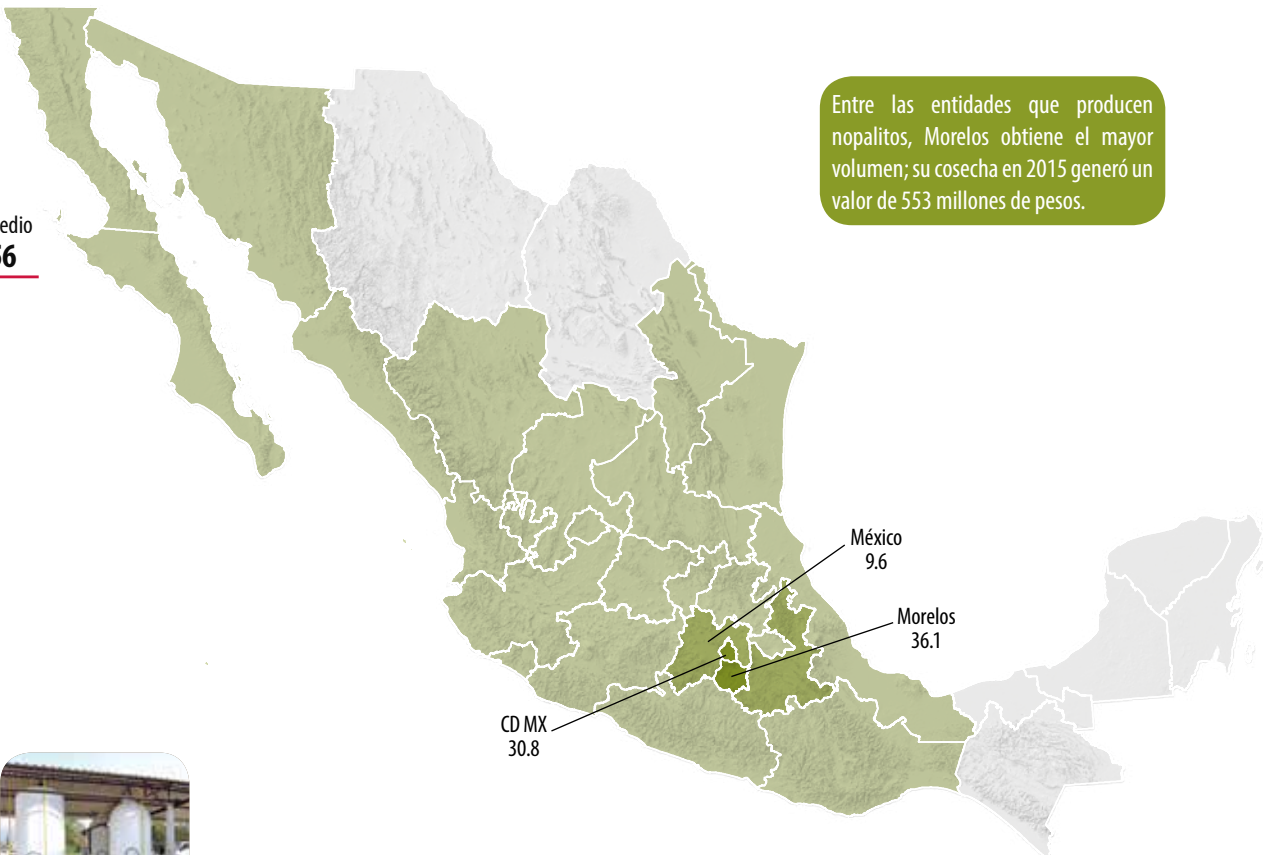 Entre las entidades que producen
nopalitos, Morelos obtiene el mayor
volumen; su cosecha en 2015 generó un
valor de 553 millones de pesos.
México
9.6
Morelos
36.1
CD MX
30.8